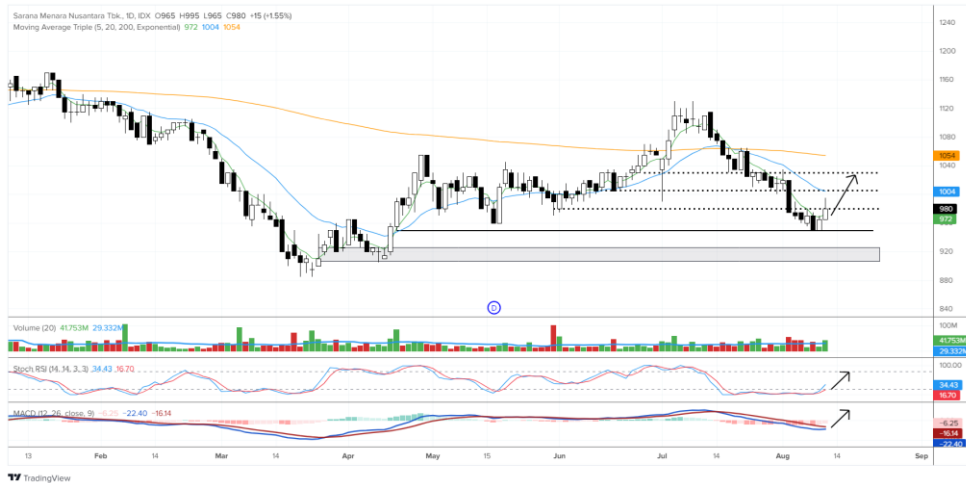 Sarana Menara Nusantara Tbk., 1D, IDX O965 H995 L965 C980 +15 (+1.55%)
Moving Average Triple (5, 20, 200, Exponential) 972 1004 1054
1240
1200
1160
1120
1080
1054
1040
1004
980
972
920
880
840
D
Volume (20) 41.753M 29.332M
100M
41.753M
29.332M
Stoch RSI (14, 14, 3, 3) 34.43 16.70
100.00
34.43
16.70
MACD (12, 26, close, 9) −6.25 −22.40 −16.14
−6.25
−16.14
−22.40
13 Feb 14 Mar 14 Apr May 15 Jun Jul 14 Aug 14 Sep
TradingView